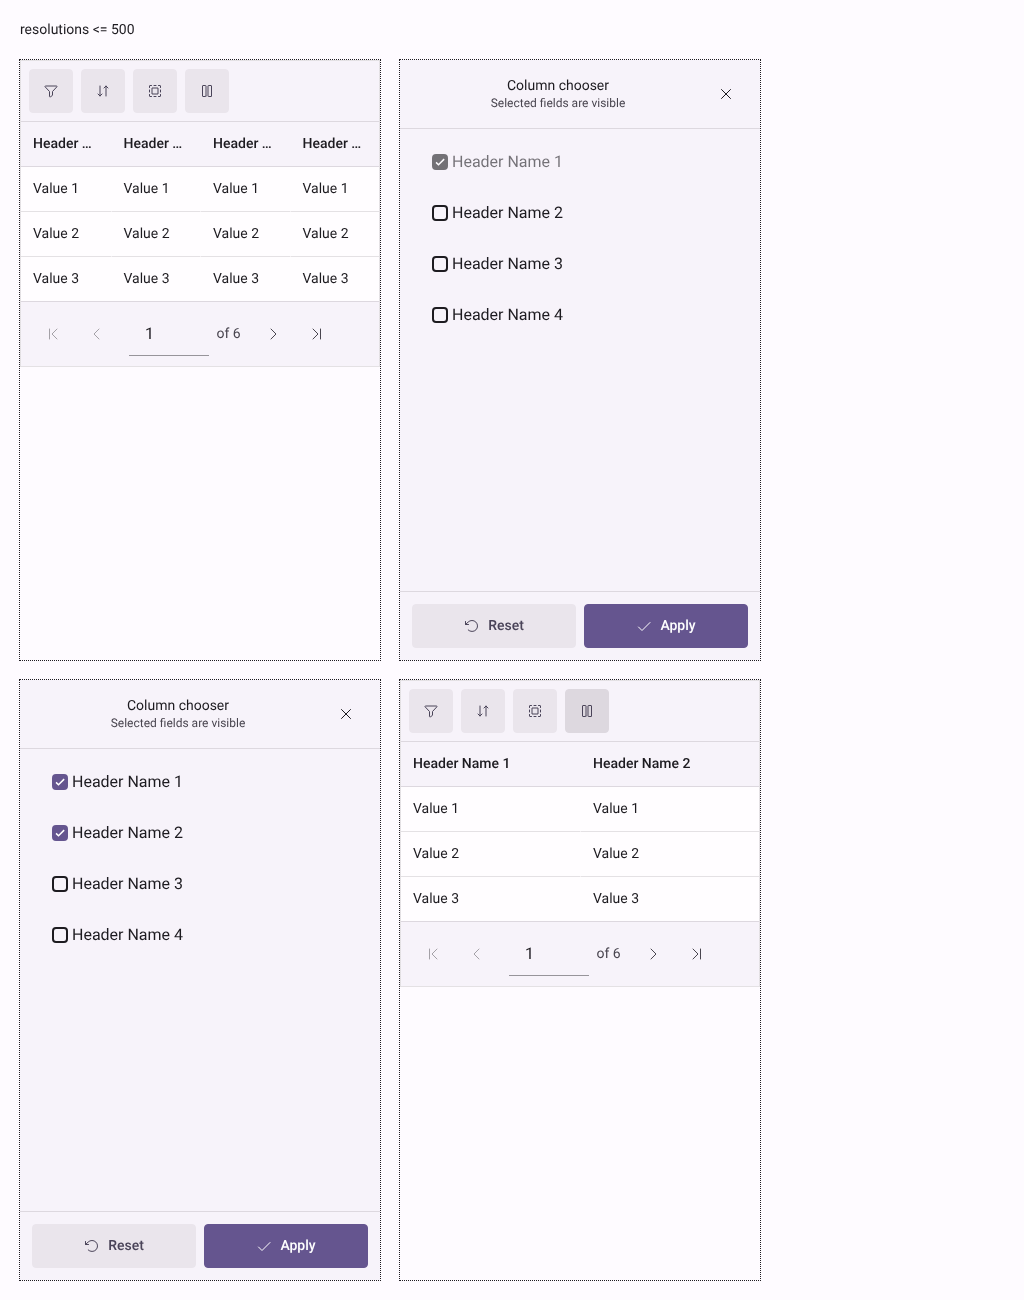 resolutions <= 500
Header ... Header ... Header ... Header ...
Value 1 Value 1 Value 1 Value 1
Value 2 Value 2 Value 2 Value 2
Value 3 Value 3 Value 3 Value 3
1 of 6
Column chooser
Selected fields are visible
Header Name 1
Header Name 2
Header Name 3
Header Name 4
Reset Apply
Column chooser
Selected fields are visible
Header Name 1
Header Name 2
Header Name 3
Header Name 4
Reset Apply
Header Name 1 Header Name 2
Value 1 Value 1
Value 2 Value 2
Value 3 Value 3
1 of 6